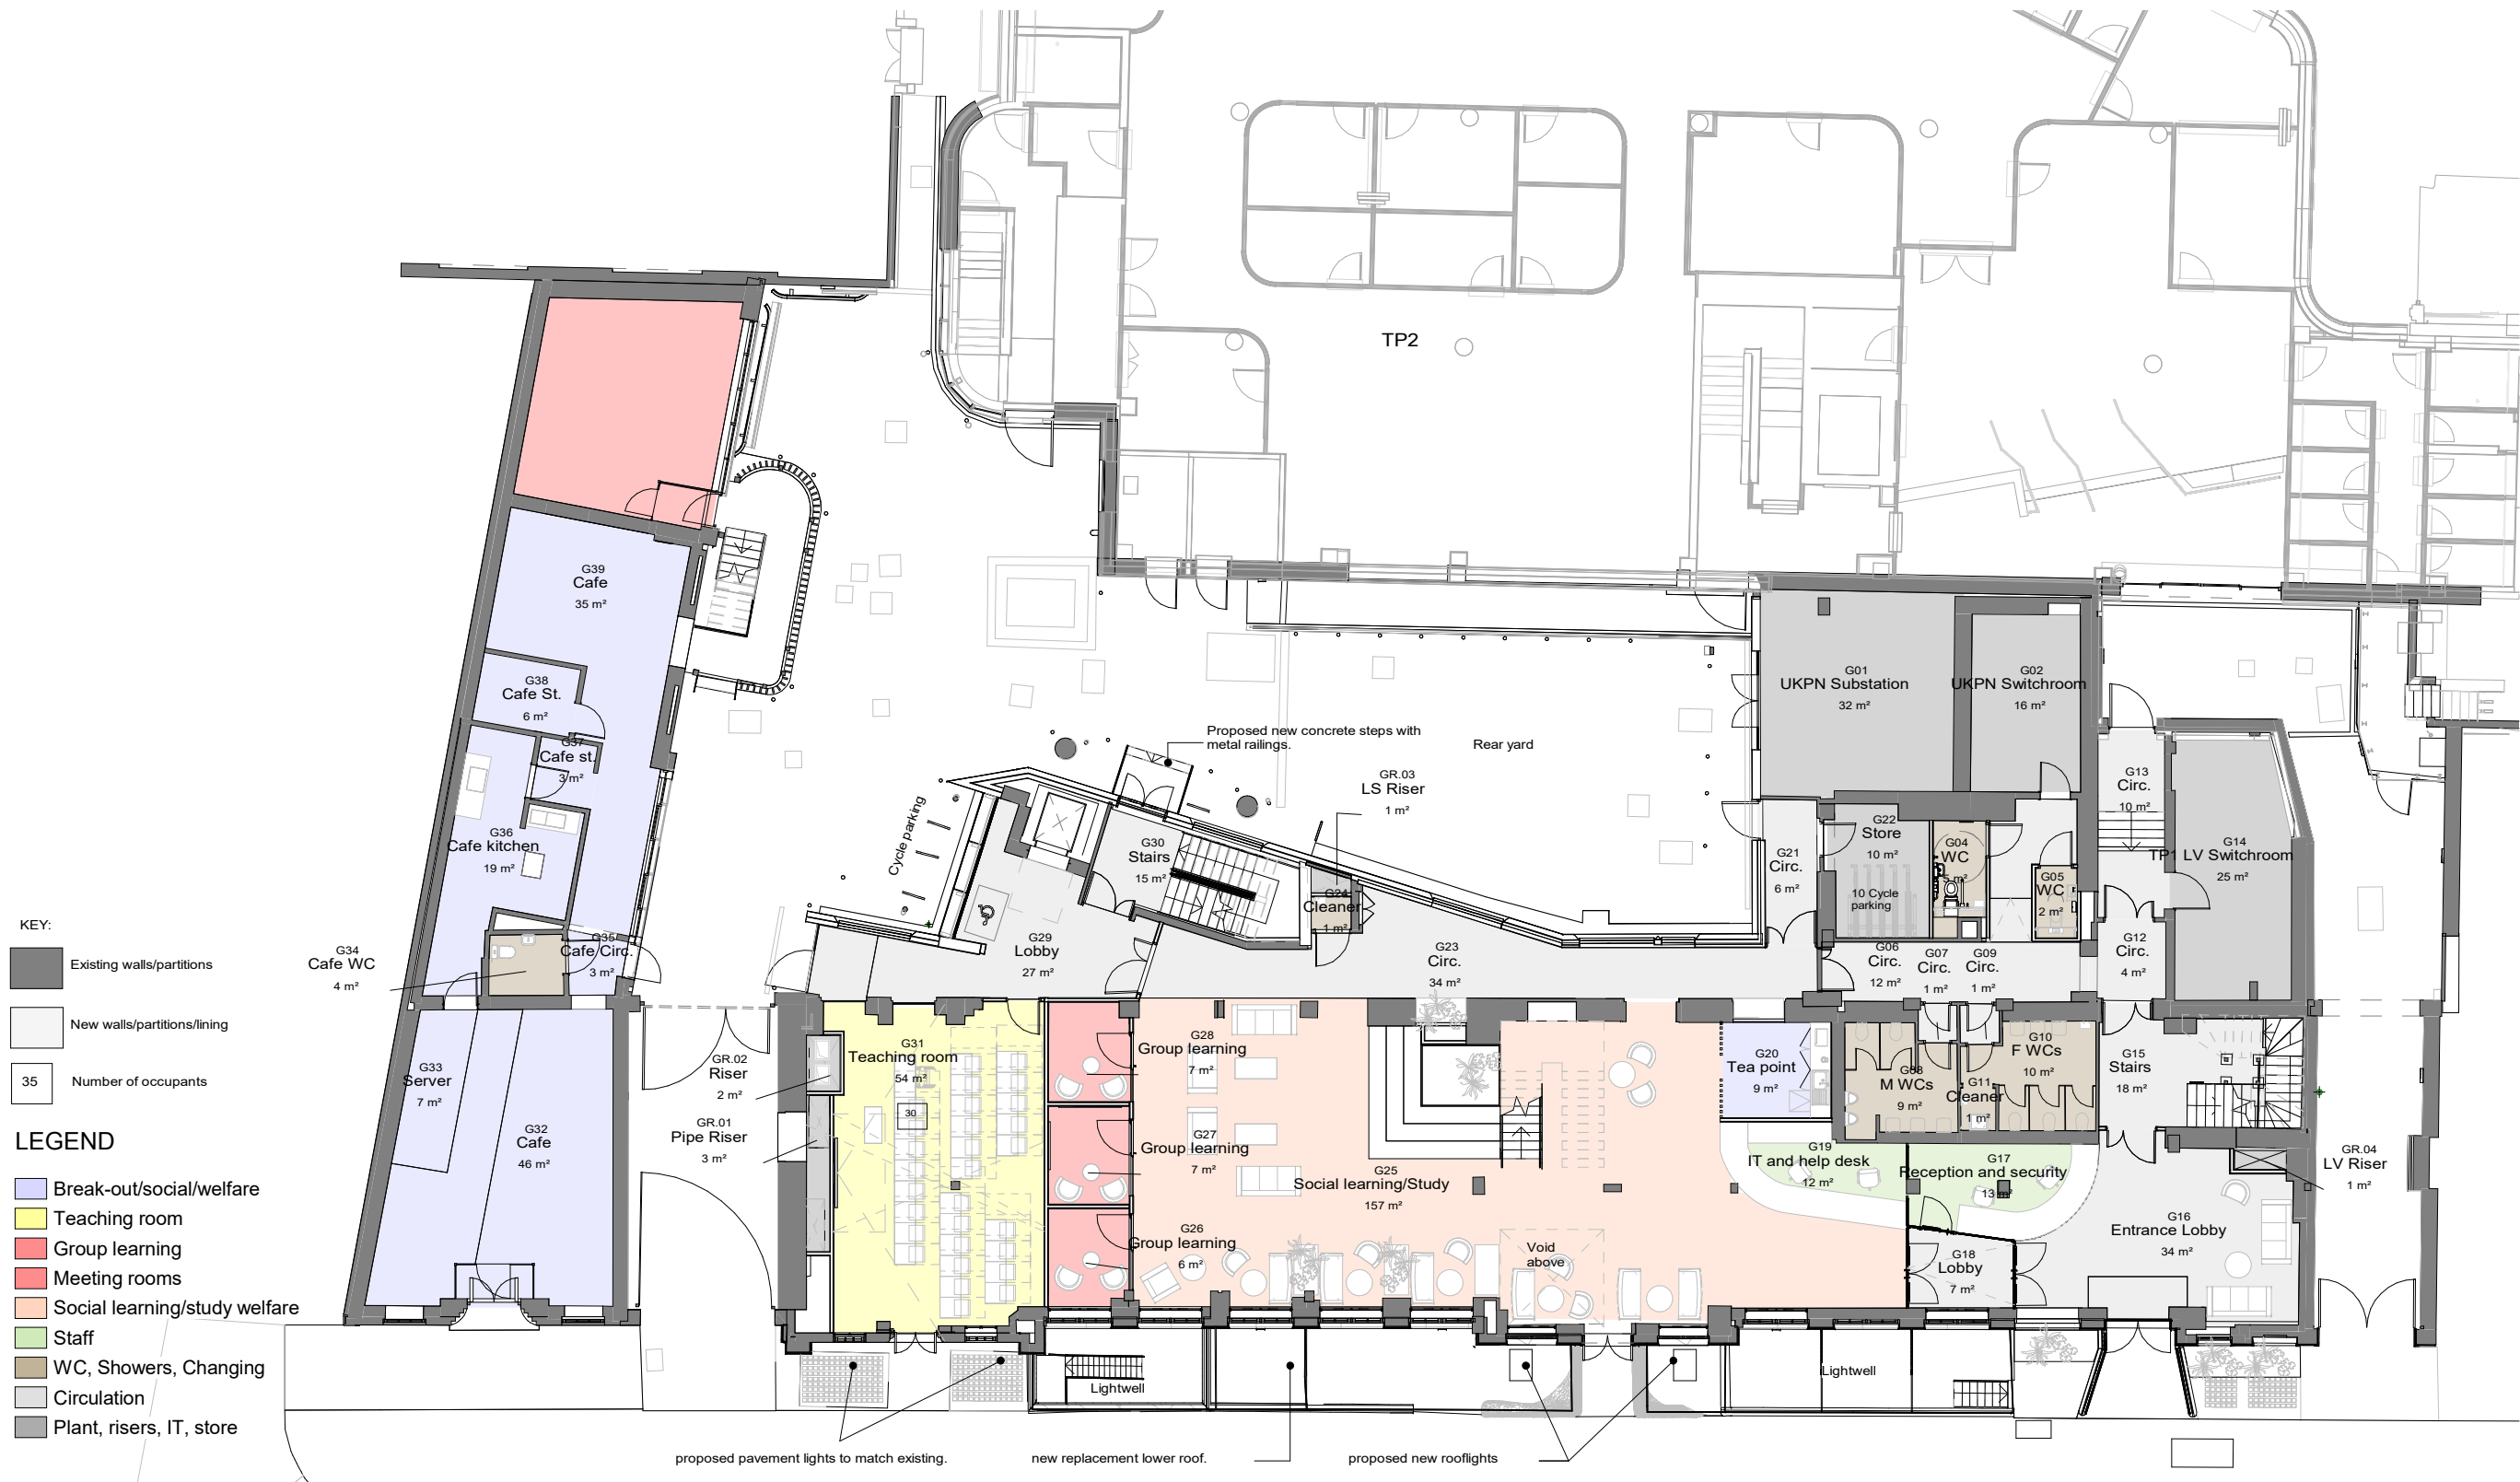 TP2
G39
Cafe
35 m²
G38
Cafe St.
6 m²
G37
Cafe st.
3 m²
G36
Cafe kitchen
19 m²
G35
Cafe Circ.
3 m²
G34
Cafe WC
4 m²
G33
Server
7 m²
G32
Cafe
46 m²
Cycle parking
Proposed new concrete steps with
metal railings.
Rear yard
GR.03
LS Riser
1 m²
G30
Stairs
15 m²
G24
Cleaner
1 m²
G29
Lobby
27 m²
G23
Circ.
34 m²
G01
UKPN Substation
32 m²
G02
UKPN Switchroom
16 m²
G13
Circ.
10 m²
G14
TP1 LV Switchroom
25 m²
G22
Store
10 m²
10 Cycle
parking
G04
WC
5 m²
G05
WC
2 m²
G21
Circ.
6 m²
G06
Circ.
12 m²
G07
Circ.
1 m²
G09
Circ.
1 m²
G12
Circ.
4 m²
GR.02
Riser
2 m²
GR.01
Pipe Riser
3 m²
G31
Teaching room
54 m²
30
G28
Group learning
7 m²
G27
Group learning
7 m²
G26
Group learning
6 m²
G25
Social learning/Study
157 m²
Void
above
G20
Tea point
9 m²
G08
M WCs
9 m²
G11
Cleaner
1 m²
G10
F WCs
10 m²
G15
Stairs
18 m²
G19
IT and help desk
12 m²
G17
Reception and security
13 m²
G18
Lobby
7 m²
G16
Entrance Lobby
34 m²
GR.04
LV Riser
1 m²
Lightwell
Lightwell
proposed pavement lights to match existing.
new replacement lower roof.
proposed new rooflights
KEY:
Existing walls/partitions
New walls/partitions/lining
35
Number of occupants
LEGEND
Break-out/social/welfare
Teaching room
Group learning
Meeting rooms
Social learning/study welfare
Staff
WC, Showers, Changing
Circulation
Plant, risers, IT, store